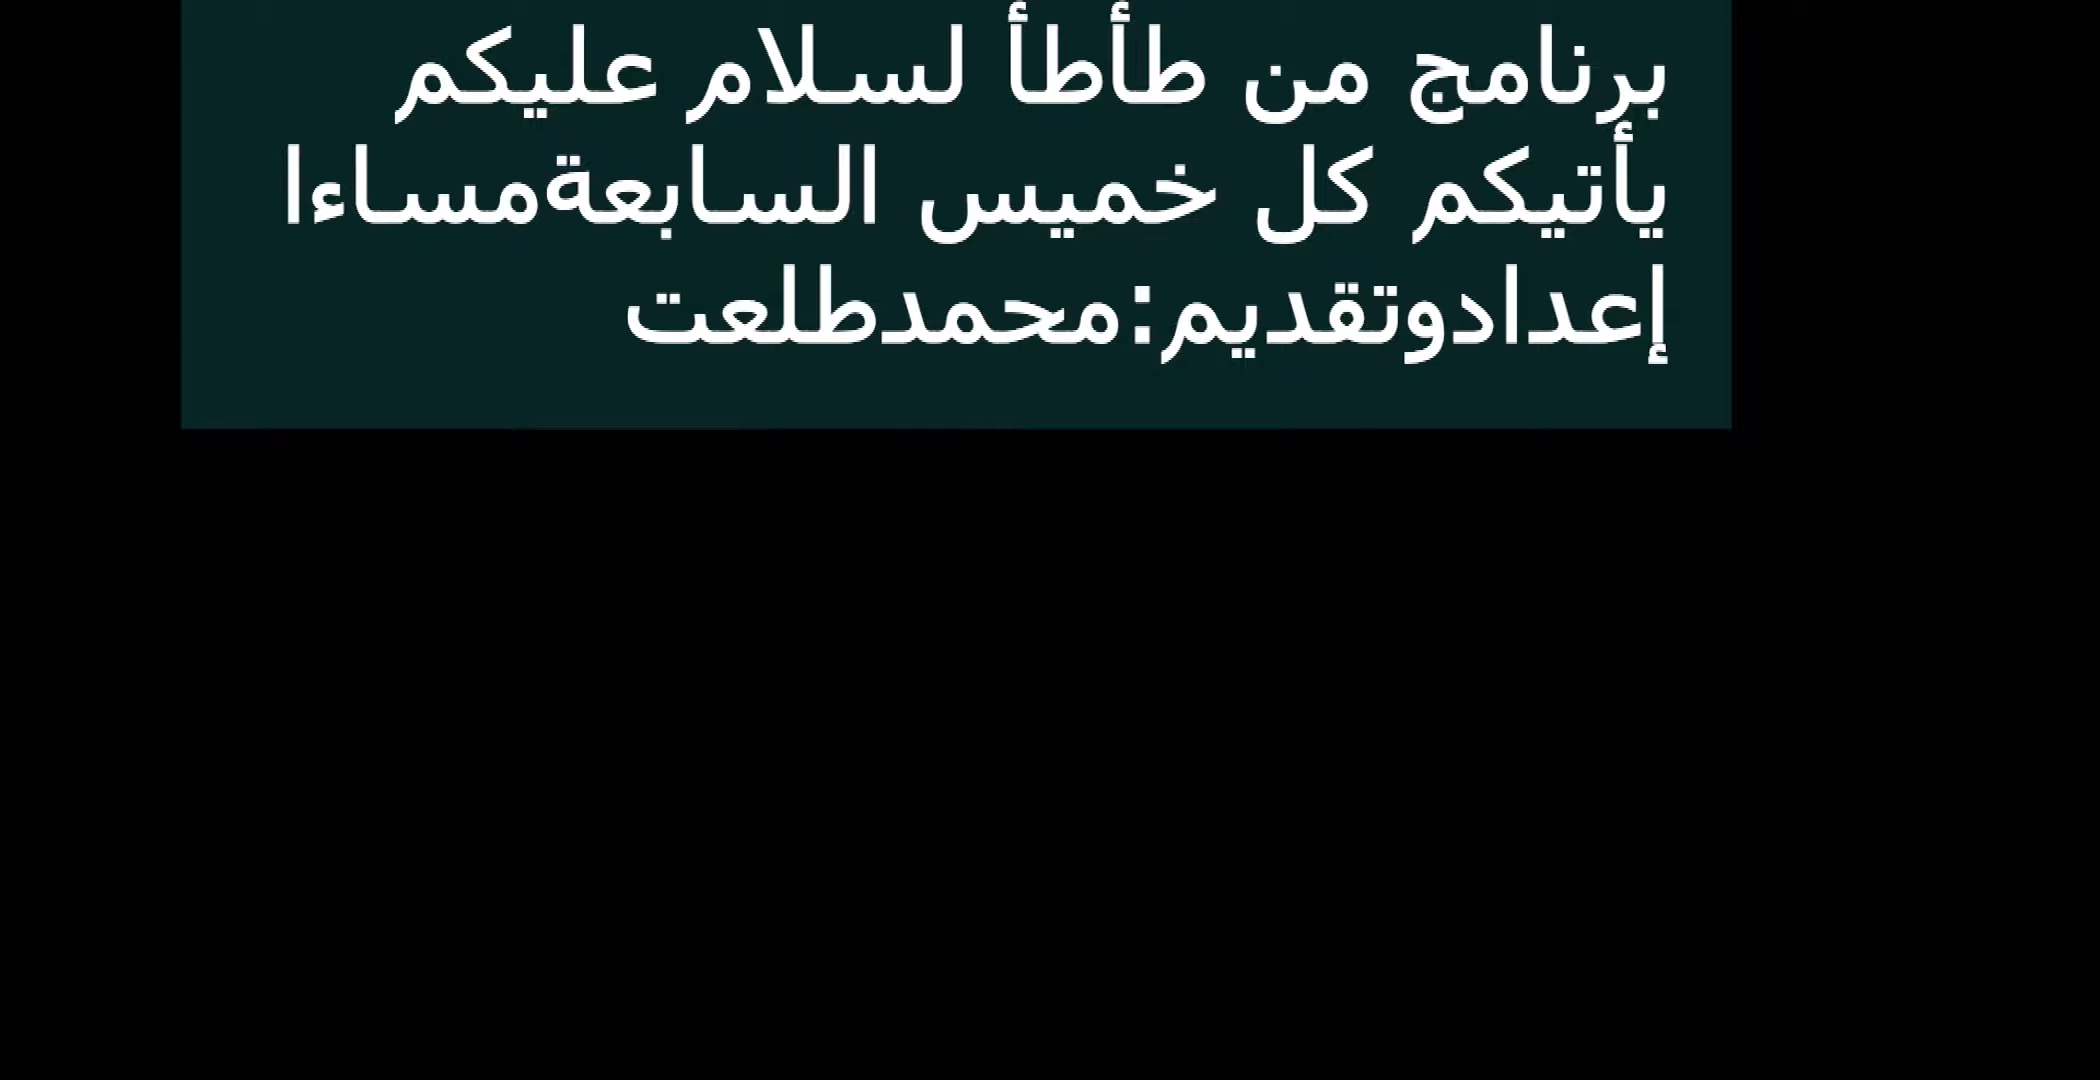 برنامج من طأطأ لسلام عليكم
يأتيكم كل خميس السابعةمساءا
إعدادوتقديم:محمدطلعت